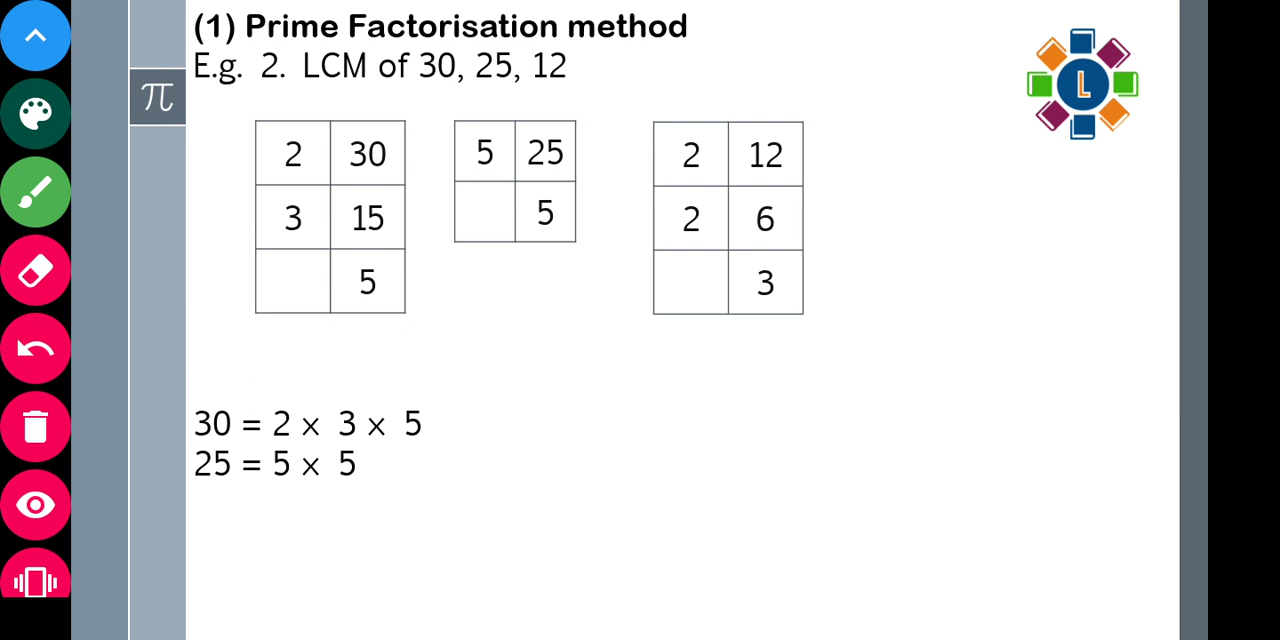 (1) Prime Factorisation method
E.g. 2. LCM of 30, 25, 12
π
L
2 30
3 15
5
5 25
5
2 12
2 6
3
30 = 2 × 3 × 5
25 = 5 × 5